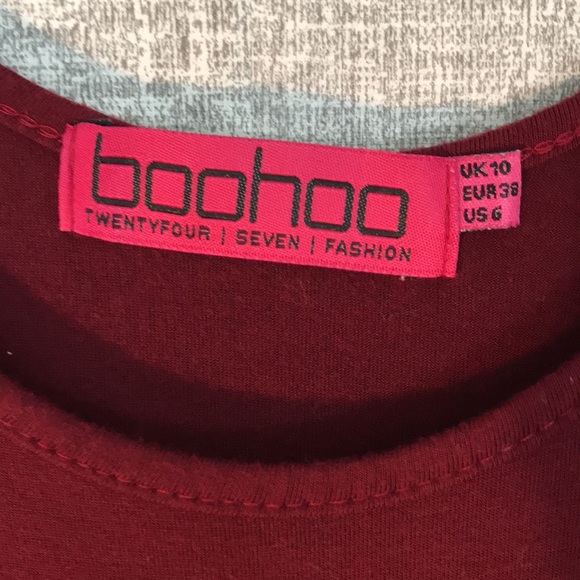 boohoo
TWENTYFOUR | SEVEN | FASHION
UK 10
EUR 38
US 6